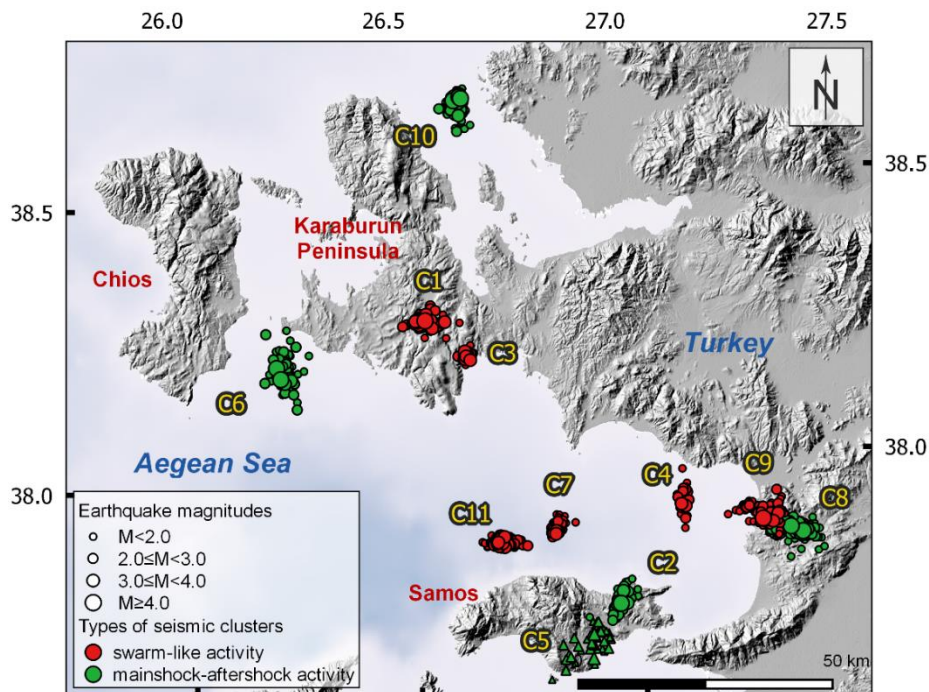 26.0
26.5
27.0
27.5
N
C10
38.5
38.5
Karaburun
Peninsula
Chios
C1
C3
Turkey
C6
Aegean Sea
38.0
C9
C4
C8
C7
38.0
C11
C2
Samos
C5
Earthquake magnitudes
M<2.0
2.0≤M<3.0
3.0≤M<4.0
M≥4.0
Types of seismic clusters
swarm-like activity
mainshock-aftershock activity
50 km